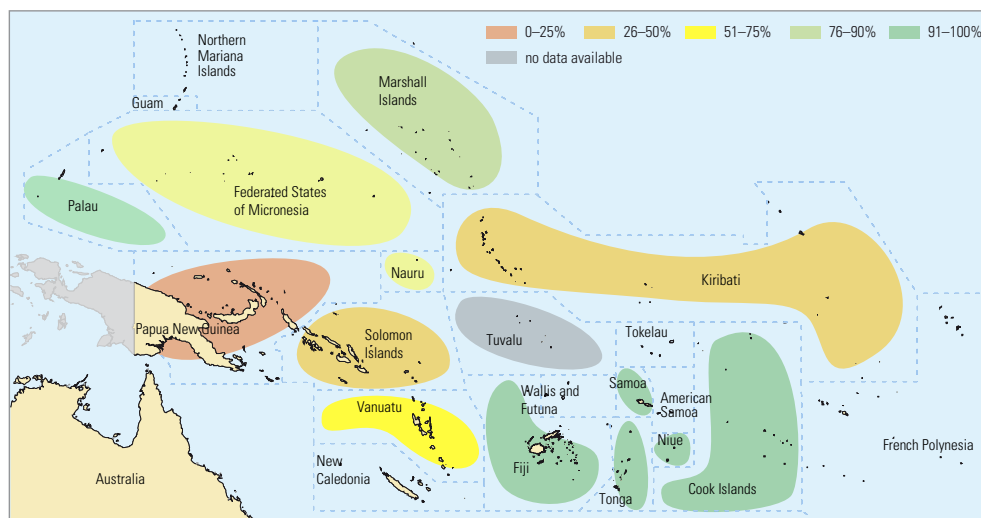 0–25%
26–50%
51–75%
76–90%
91–100%
no data available
Northern
Mariana
Islands
Guam
Marshall
Islands
Federated States
of Micronesia
Palau
Nauru
Kiribati
Papua New Guinea
Solomon
Islands
Tuvalu
Tokelau
Vanuatu
Wallis and
Futuna
Samoa
American
Samoa
Niue
French Polynesia
New
Caledonia
Fiji
Tonga
Cook Islands
Australia